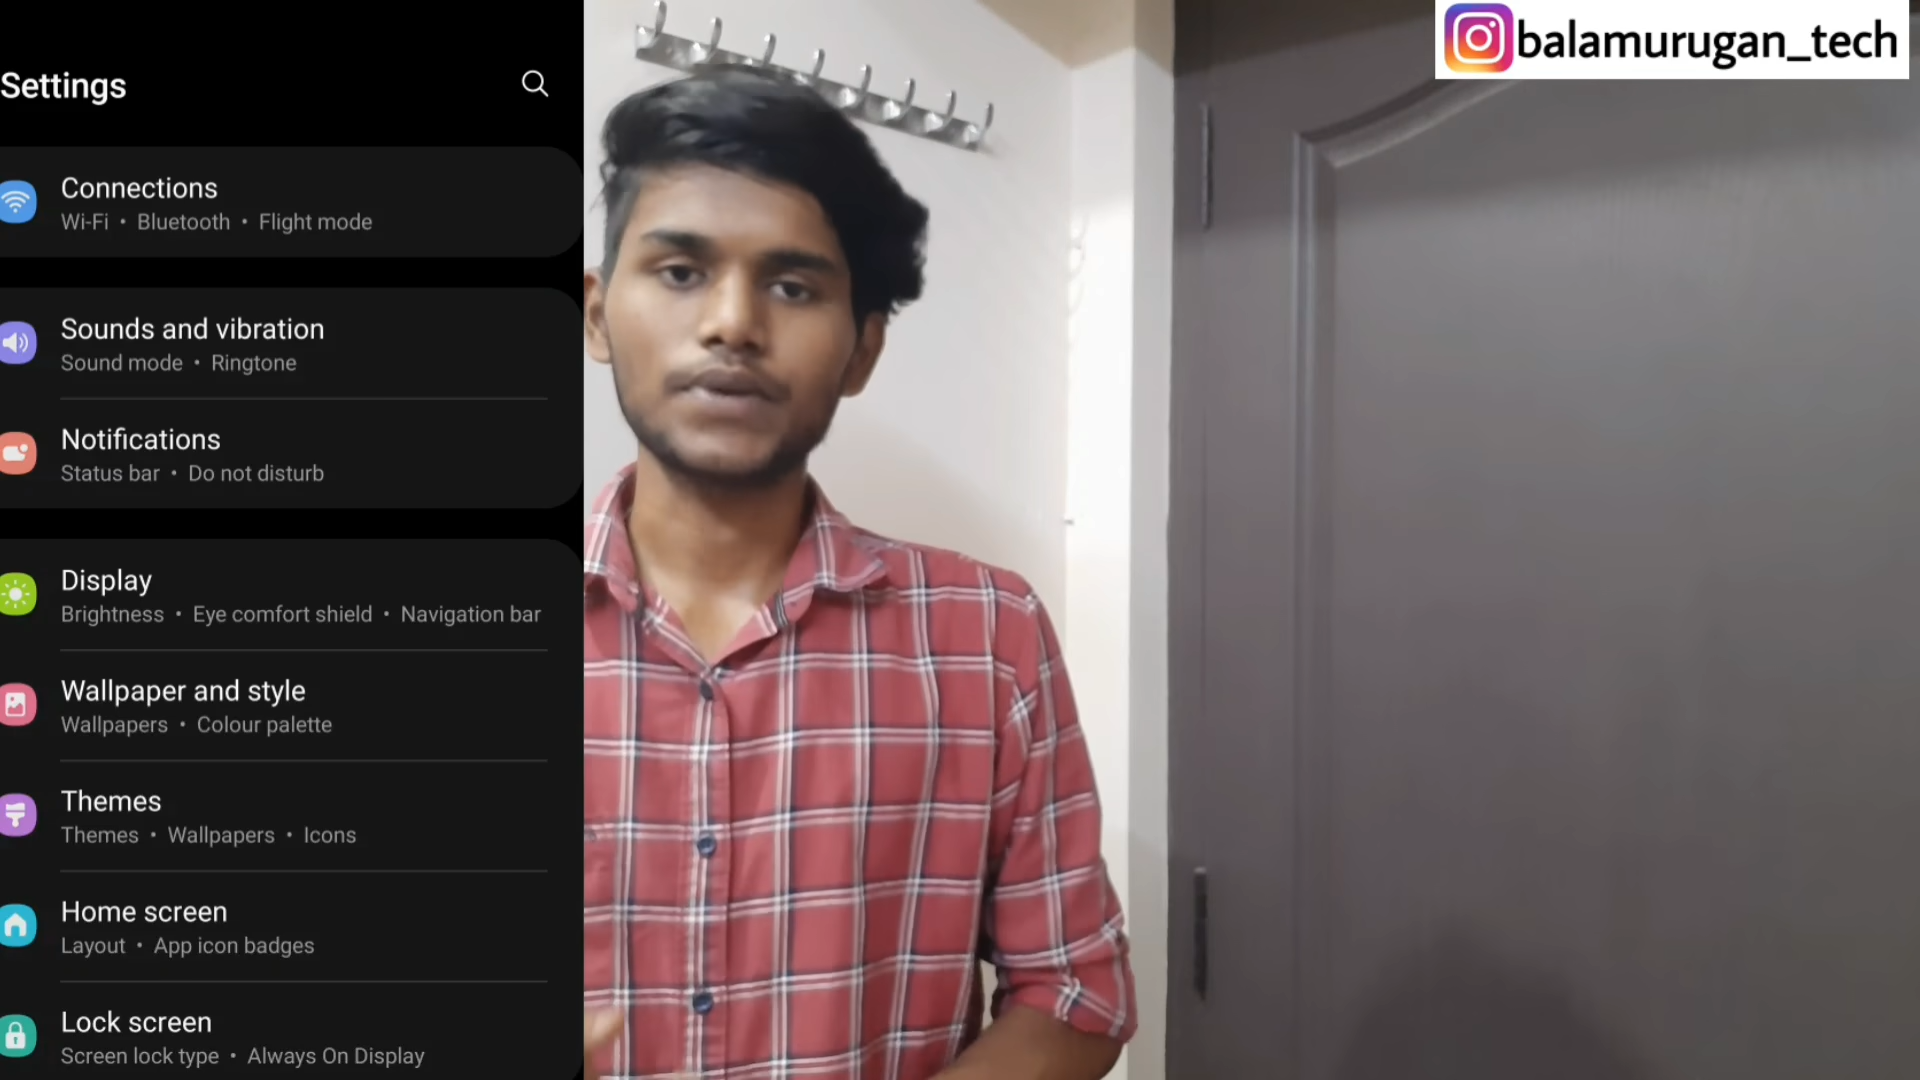 balamurugan_tech
Settings
Connections
Wi-Fi • Bluetooth • Flight mode
Sounds and vibration
Sound mode • Ringtone
Notifications
Status bar • Do not disturb
Display
Brightness • Eye comfort shield • Navigation bar
Wallpaper and style
Wallpapers • Colour palette
Themes
Themes • Wallpapers • Icons
Home screen
Layout • App icon badges
Lock screen
Screen lock type • Always On Display